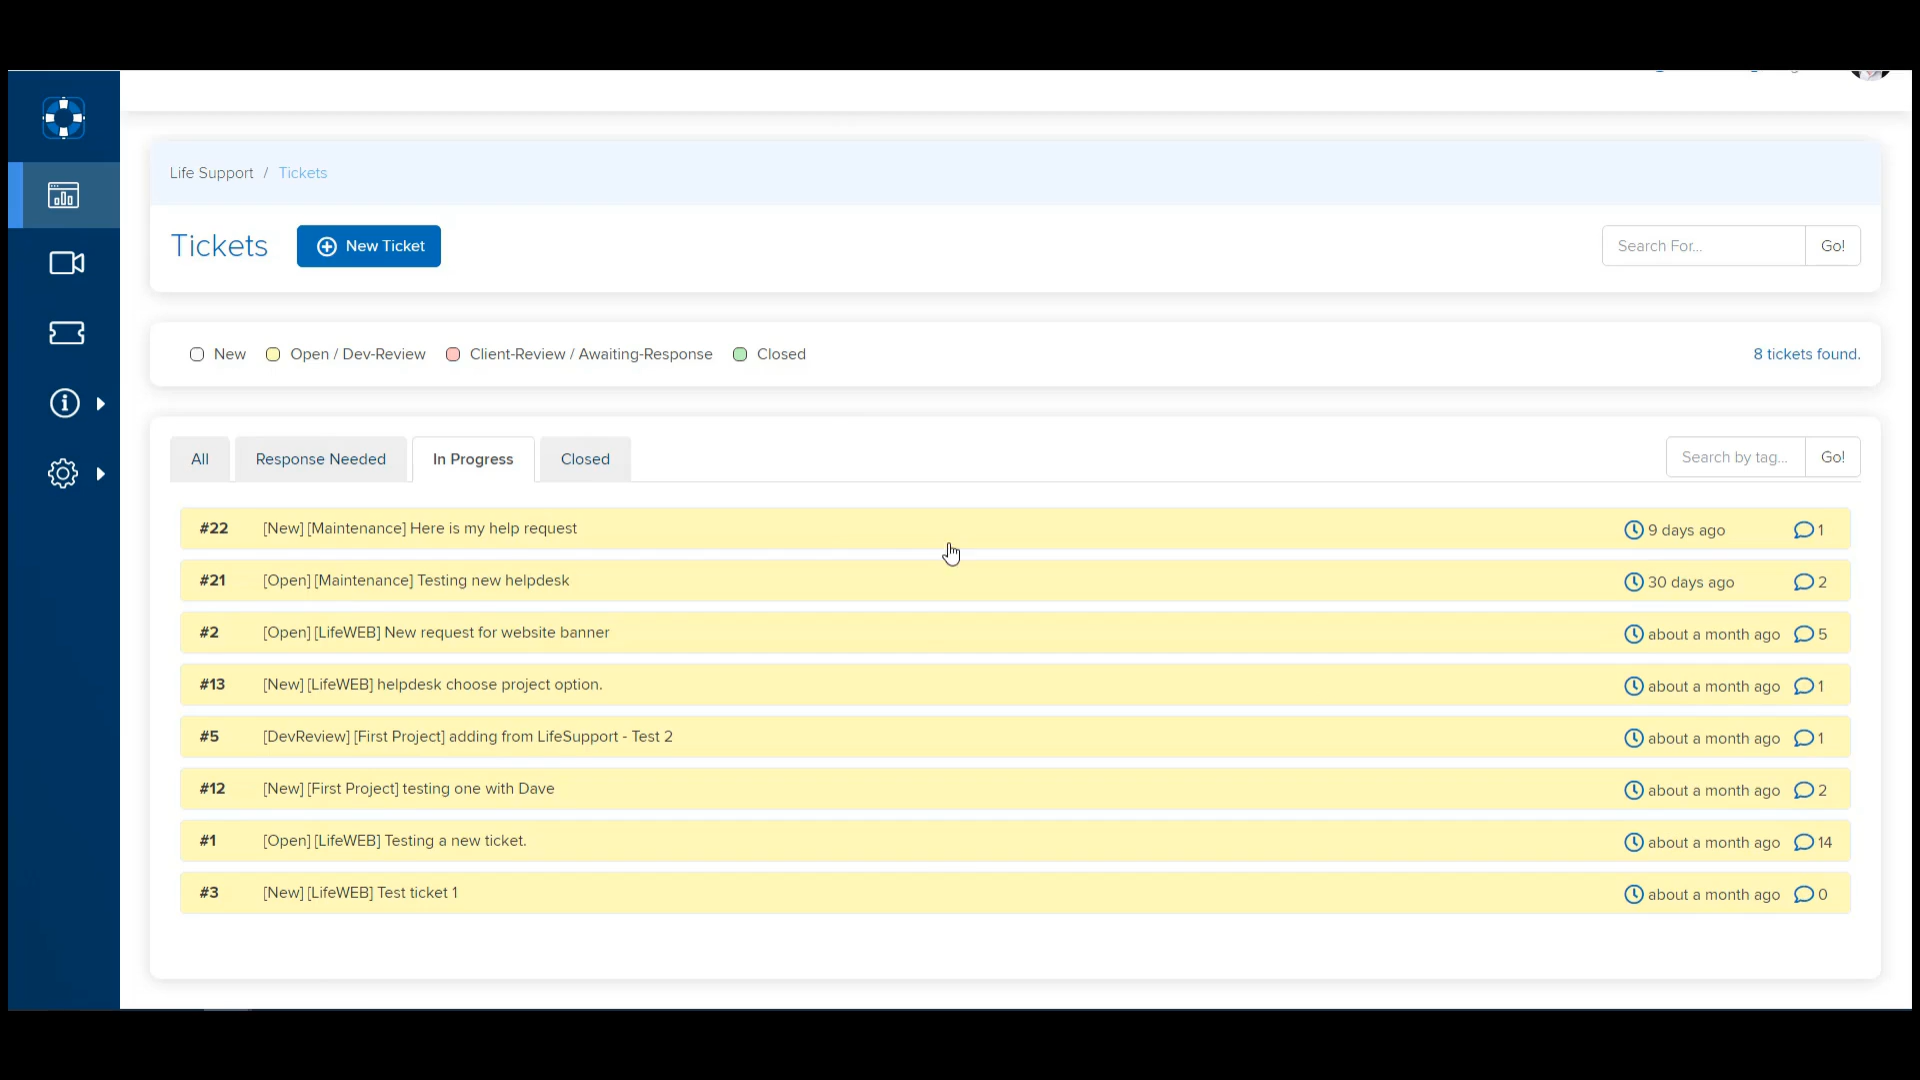 Life Support / Tickets
Tickets
New Ticket
Search For...
Go!
New
Open / Dev-Review
Client-Review / Awaiting-Response
Closed
8 tickets found.
All
Response Needed
In Progress
Closed
Search by tag...
Go!
#22 [New] [Maintenance] Here is my help request 9 days ago 1
#21 [Open] [Maintenance] Testing new helpdesk 30 days ago 2
#2 [Open] [LifeWEB] New request for website banner about a month ago 5
#13 [New] [LifeWEB] helpdesk choose project option. about a month ago 1
#5 [DevReview] [First Project] adding from LifeSupport - Test 2 about a month ago 1
#12 [New] [First Project] testing one with Dave about a month ago 2
#1 [Open] [LifeWEB] Testing a new ticket. about a month ago 14
#3 [New] [LifeWEB] Test ticket 1 about a month ago 0